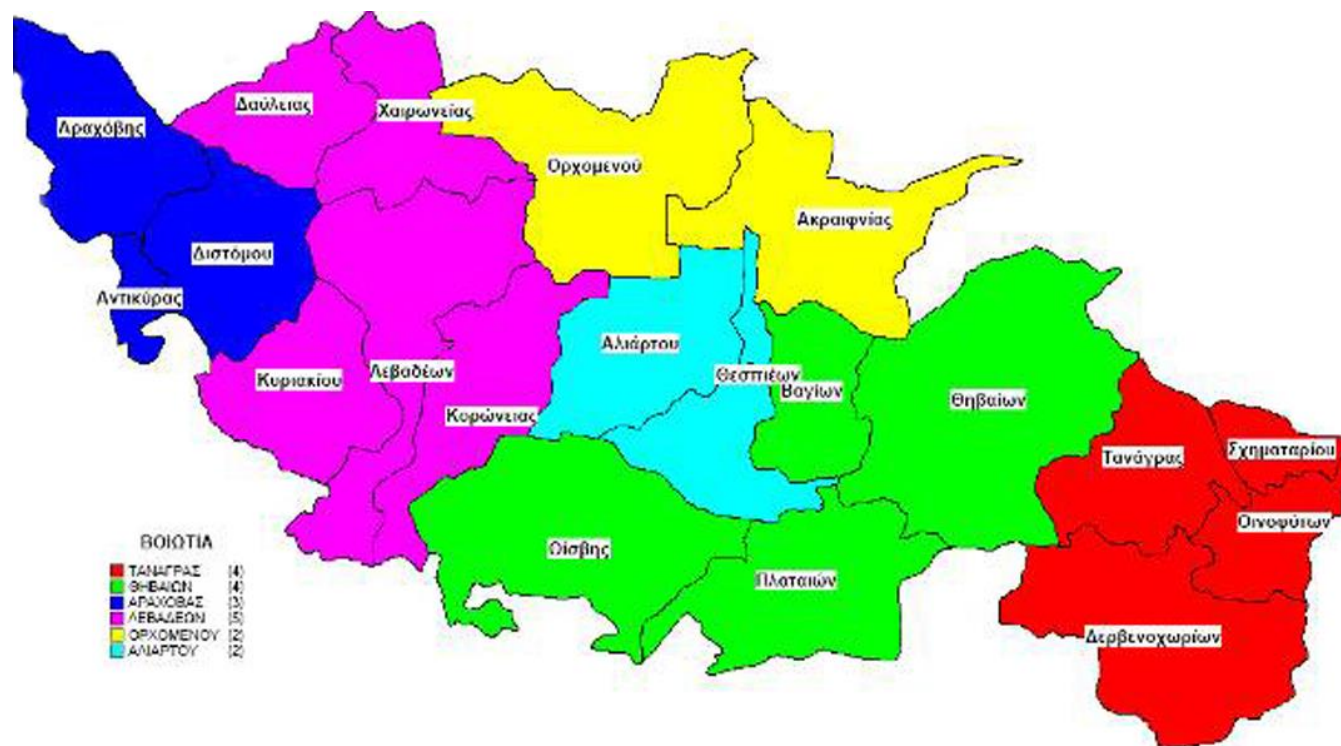 Δαύλειας
Χαιρωνείας
Αραχόβης
Ορχομενού
Ακραιφνίας
Διστόμου
Αντικύρας
Αλιάρτου
Κυριακίου
Λεβαδέων
Θεσπιέων
Βαγίων
Θηβαίων
Κορώνειας
Τανάγρας
Σχηματαρίου
Οινοφύτων
Θίσβης
Πλαταιών
Δερβενοχωρίων
ΒΟΙΩΤΙΑ
ΤΑΝΑΓΡΑΣ (4)
ΘΗΒΑΙΩΝ (4)
ΑΡΑΧΟΒΑΣ (3)
ΛΕΒΑΔΕΩΝ (5)
ΟΡΧΟΜΕΝΟΥ (2)
ΑΛΙΑΡΤΟΥ (2)